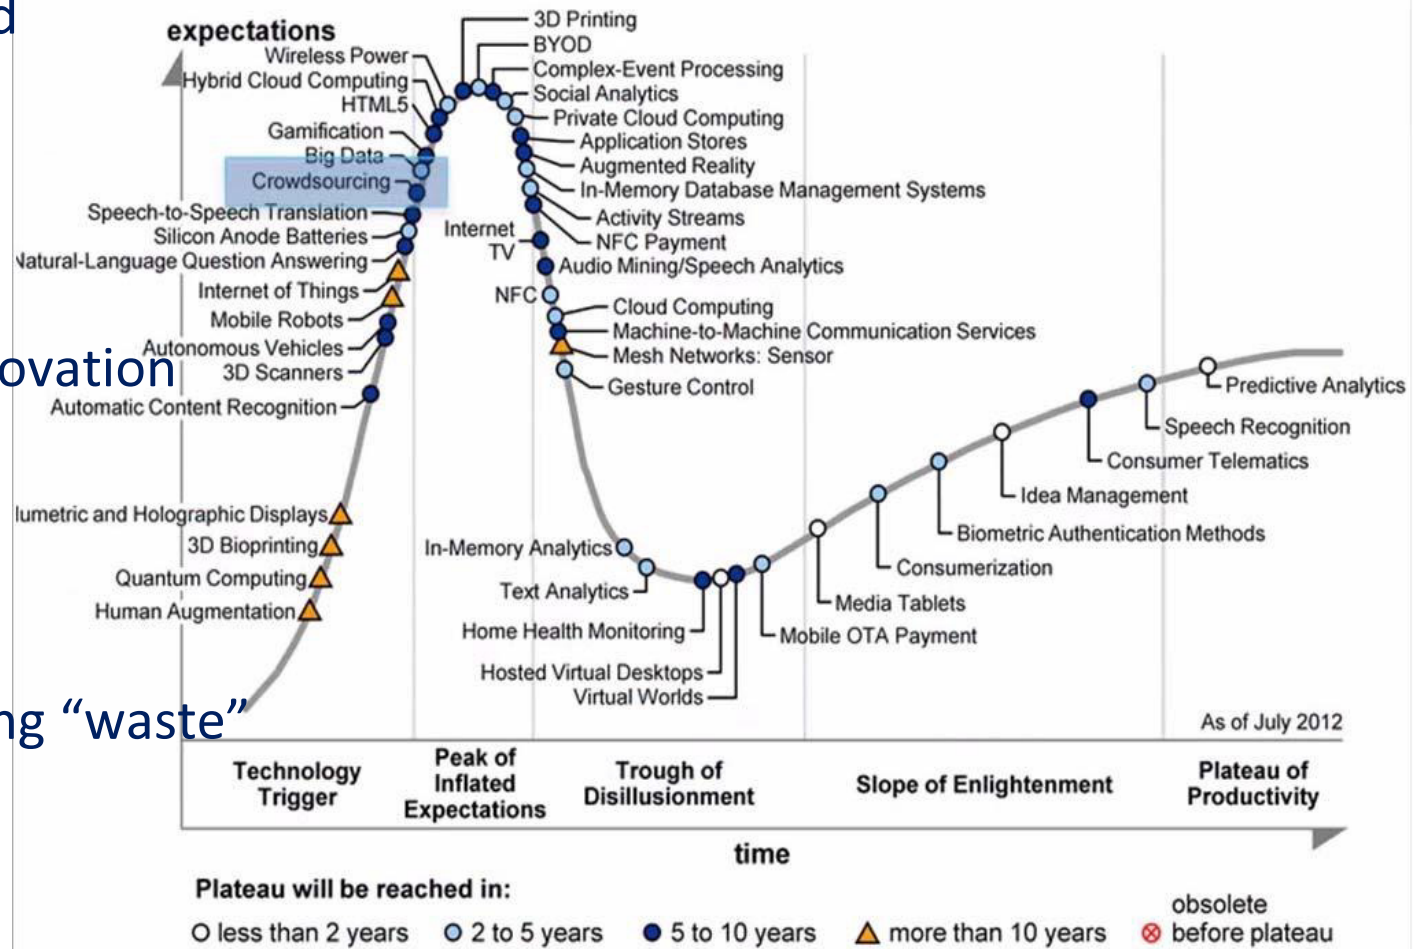 d
expectations
3D Printing
BYOD
Wireless Power
Complex-Event Processing
Hybrid Cloud Computing
Social Analytics
HTML5
Private Cloud Computing
Gamification
Application Stores
Big Data
Augmented Reality
Crowdsourcing
In-Memory Database Management Systems
Speech-to-Speech Translation
Activity Streams
Silicon Anode Batteries
Internet
TV
NFC Payment
Natural-Language Question Answering
Audio Mining/Speech Analytics
Internet of Things
NFC
Cloud Computing
Mobile Robots
Machine-to-Machine Communication Services
Autonomous Vehicles
Mesh Networks: Sensor
ovation
3D Scanners
Gesture Control
Automatic Content Recognition
Predictive Analytics
Speech Recognition
Consumer Telematics
Idea Management
lumetric and Holographic Displays
Biometric Authentication Methods
3D Bioprinting
In-Memory Analytics
Consumerization
Quantum Computing
Text Analytics
Media Tablets
Human Augmentation
Home Health Monitoring
Mobile OTA Payment
Hosted Virtual Desktops
Virtual Worlds
ng “waste”
As of July 2012
Technology
Trigger
Peak of
Inflated
Expectations
Trough of
Disillusionment
Slope of Enlightenment
Plateau of
Productivity
time
Plateau will be reached in:
less than 2 years
2 to 5 years
5 to 10 years
more than 10 years
obsolete
before plateau